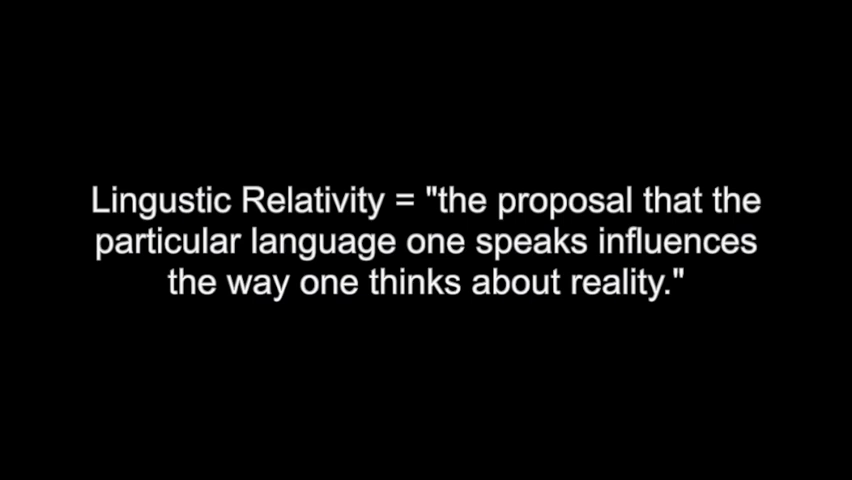 Lingustic Relativity = "the proposal that the
particular language one speaks influences
the way one thinks about reality."